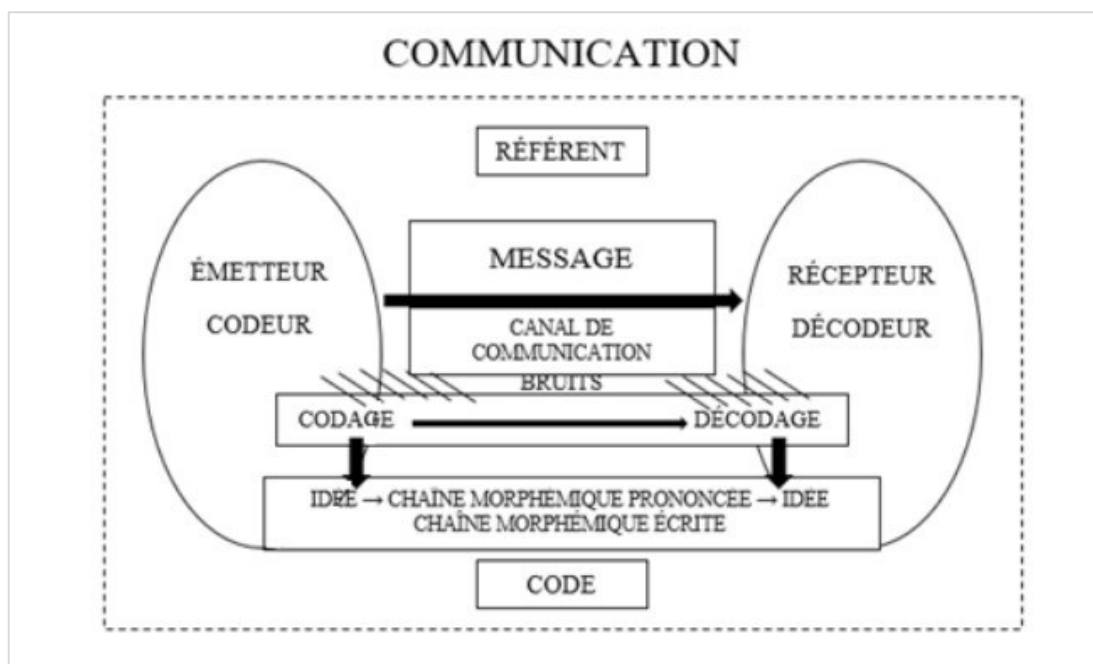 COMMUNICATION
RÉFÉRENT
ÉMETTEUR
CODEUR
MESSAGE
CANAL DE
COMMUNICATION
BRUITS
RÉCEPTEUR
DÉCODEUR
CODAGE
DÉCODAGE
IDÉE → CHAÎNE MORPHÉMIQUE PRONONCÉE → IDÉE
CHAÎNE MORPHÉMIQUE ÉCRITE
CODE